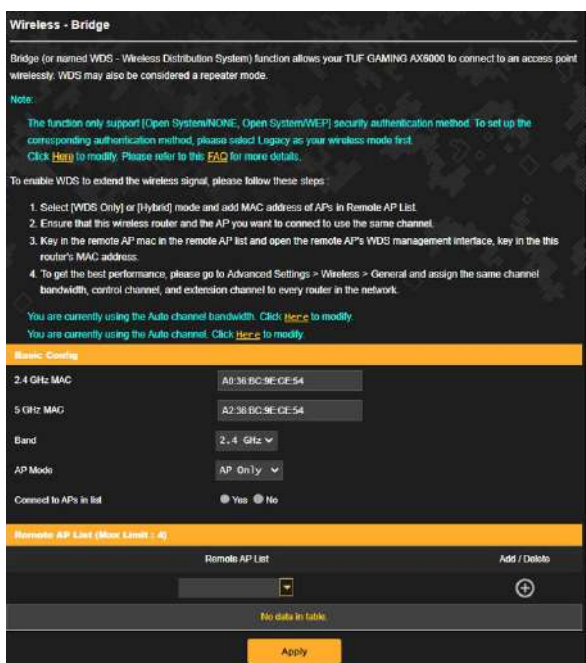 Wireless - Bridge
Bridge (or named WDS - Wireless Distribution System) function allows your TUF GAMING AX6000 to connect to an access point
wirelessly. WDS may also be considered a repeater mode.
Note:
The function only support [Open System/NONE, Open System/WEP] security authentication method. To set up the
corresponding authentication method, please select Legacy as your wireless mode first.
Click Here to modify. Please refer to this FAQ for more details.
To enable WDS to extend the wireless signal, please follow these steps :
1. Select [WDS Only] or [Hybrid] mode and add MAC address of APs in Remote AP List.
2. Ensure that this wireless router and the AP you want to connect to use the same channel.
3. Key in the remote AP mac in the remote AP list and open the remote AP's WDS management interface, key in the this
router's MAC address.
4. To get the best performance, please go to Advanced Settings > Wireless > General and assign the same channel
bandwidth, control channel, and extension channel to every router in the network.
You are currently using the Auto channel bandwidth. Click Here to modify.
You are currently using the Auto channel. Click Here to modify.
Basic Config
2.4 GHz MAC A0:36:BC:9E:CE:54
5 GHz MAC A2:36:BC:9E:CE:54
Band 2.4 GHz
AP Mode AP Only
Connect to APs in list Yes No
Remote AP List (Max Limit : 4)
Remote AP List Add / Delete
No data in table.
Apply